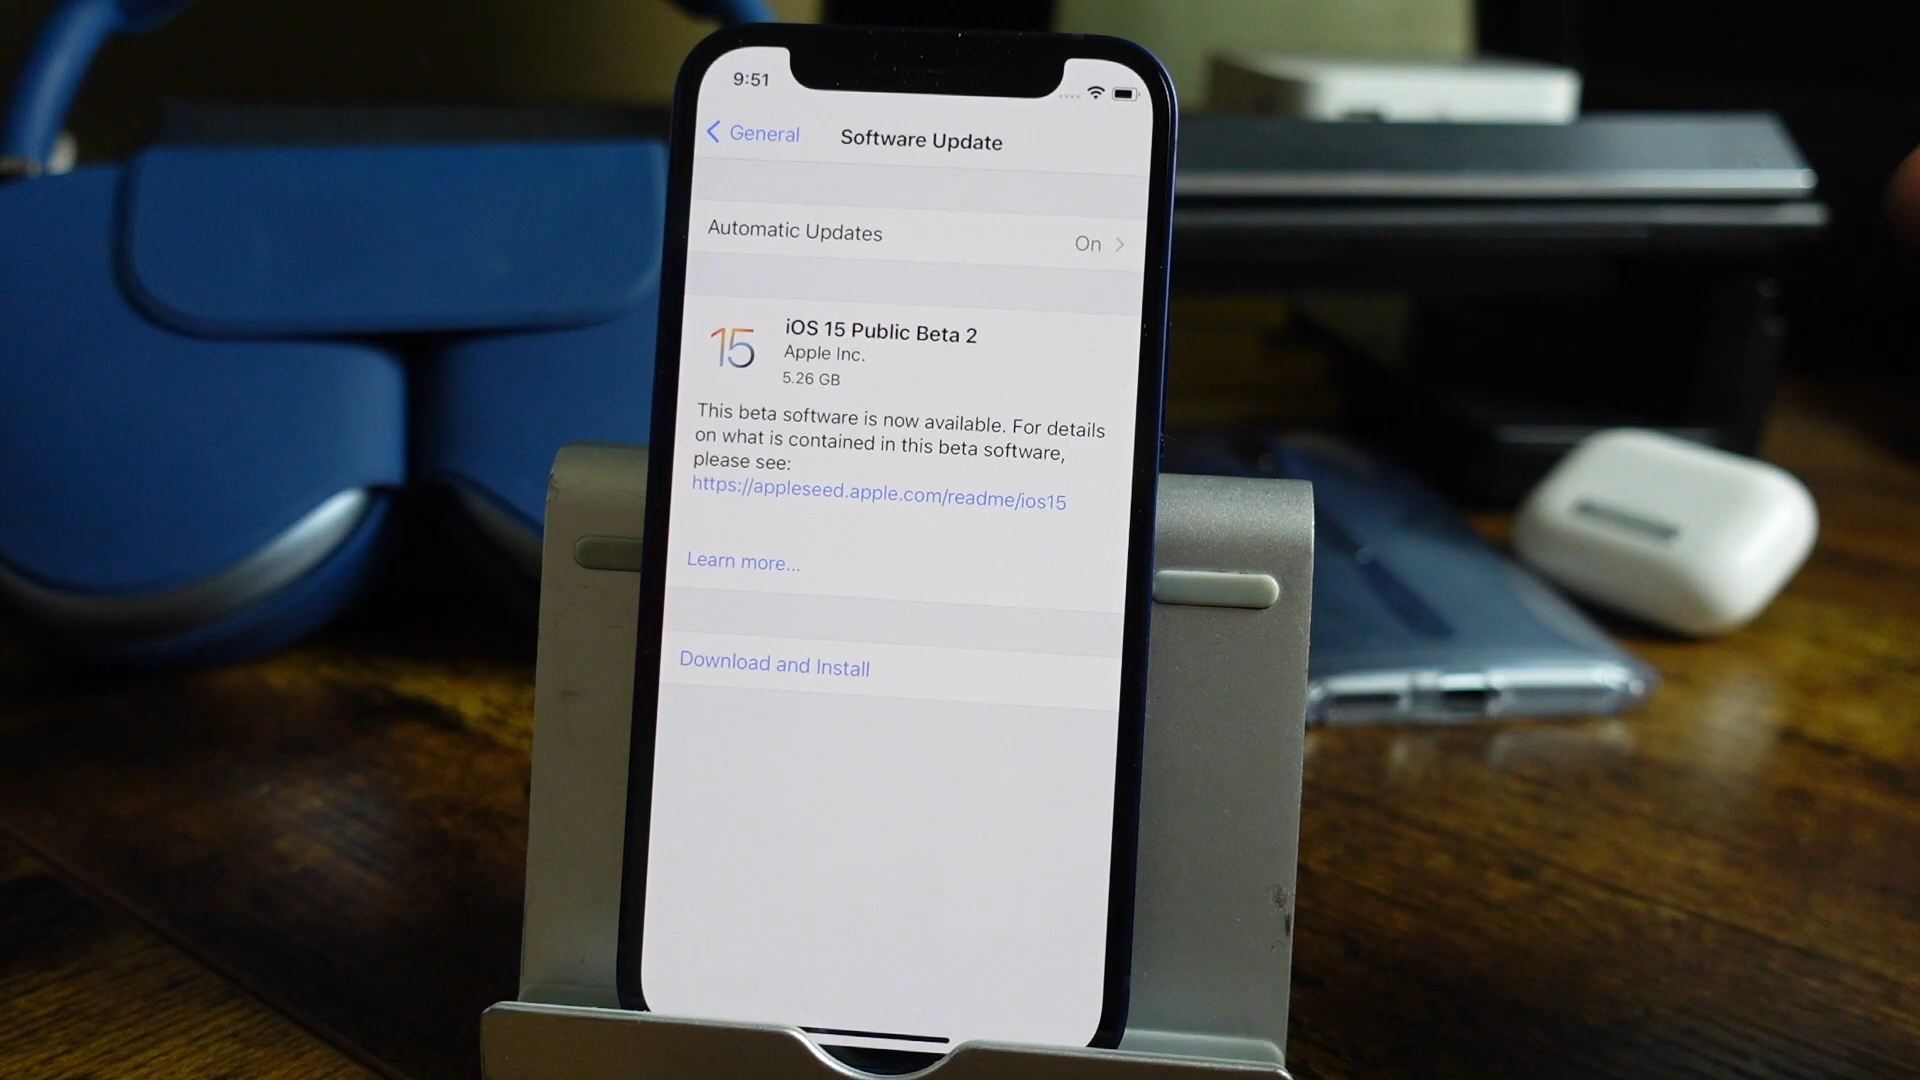 9:51
General
Software Update
Automatic Updates
On
15
iOS 15 Public Beta 2
Apple Inc.
5.26 GB
This beta software is now available. For details
on what is contained in this beta software,
please see:
https://appleseed.apple.com/readme/ios15
Learn more...
Download and Install